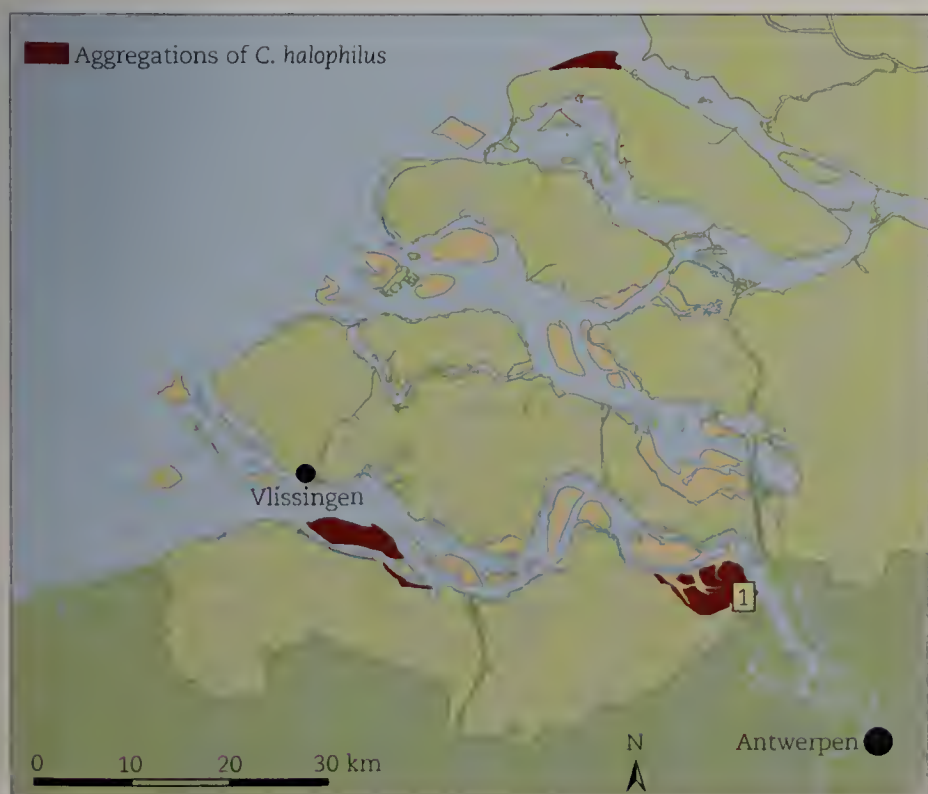 Aggregations of C. halophilus
Vlissingen
1
N
Antwerpen
0 10 20 30 km